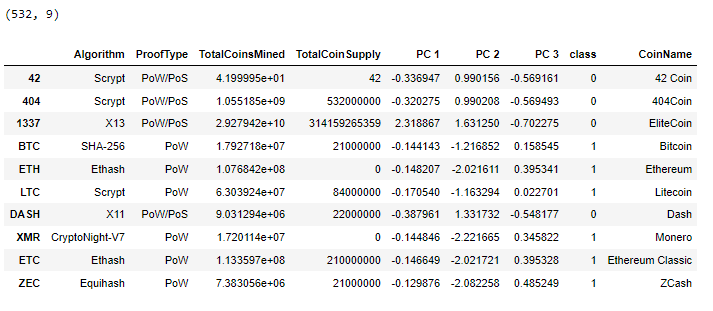 (532, 9)
Algorithm ProofType TotalCoinsMined TotalCoinSupply PC 1 PC 2 PC 3 class CoinName
42 Scrypt PoW/PoS 4.199995e+01 42 -0.336947 0.990156 -0.569161 0 42 Coin
404 Scrypt PoW/PoS 1.055185e+09 532000000 -0.320275 0.990208 -0.569493 0 404Coin
1337 X13 PoW/PoS 2.927942e+10 314159265359 2.318867 1.631250 -0.702275 0 EliteCoin
BTC SHA-256 PoW 1.792718e+07 21000000 -0.144143 -1.216852 0.158545 1 Bitcoin
ETH Ethash PoW 1.076842e+08 0 -0.148207 -2.021611 0.395341 1 Ethereum
LTC Scrypt PoW 6.303924e+07 84000000 -0.170540 -1.163294 0.022701 1 Litecoin
DASH X11 PoW/PoS 9.031294e+06 22000000 -0.387961 1.331732 -0.548177 0 Dash
XMR CryptoNight-V7 PoW 1.720114e+07 0 -0.144846 -2.221665 0.345822 1 Monero
ETC Ethash PoW 1.133597e+08 210000000 -0.146649 -2.021721 0.395328 1 Ethereum Classic
ZEC Equihash PoW 7.383056e+06 21000000 -0.129876 -2.082258 0.485249 1 ZCash